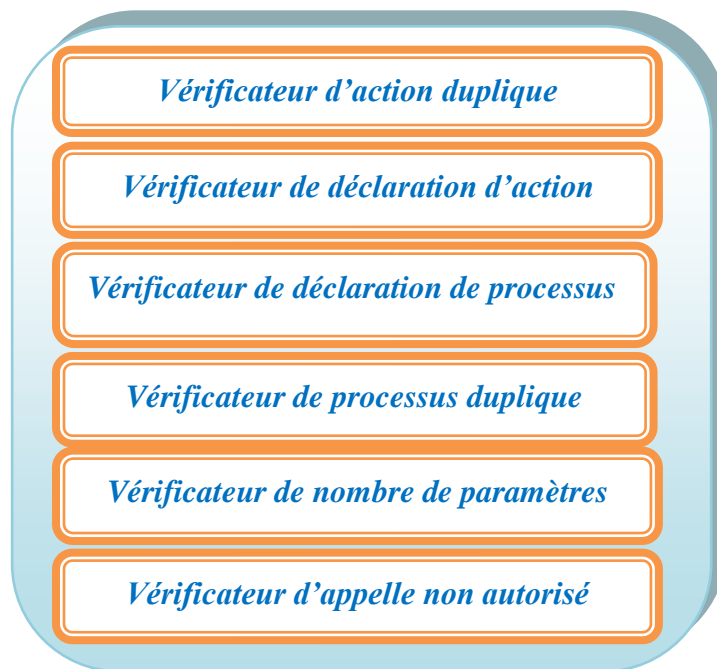 Vérificateur d’action duplique
Vérificateur de déclaration d’action
Vérificateur de déclaration de processus
Vérificateur de processus duplique
Vérificateur de nombre de paramètres
Vérificateur d’appelle non autorisé